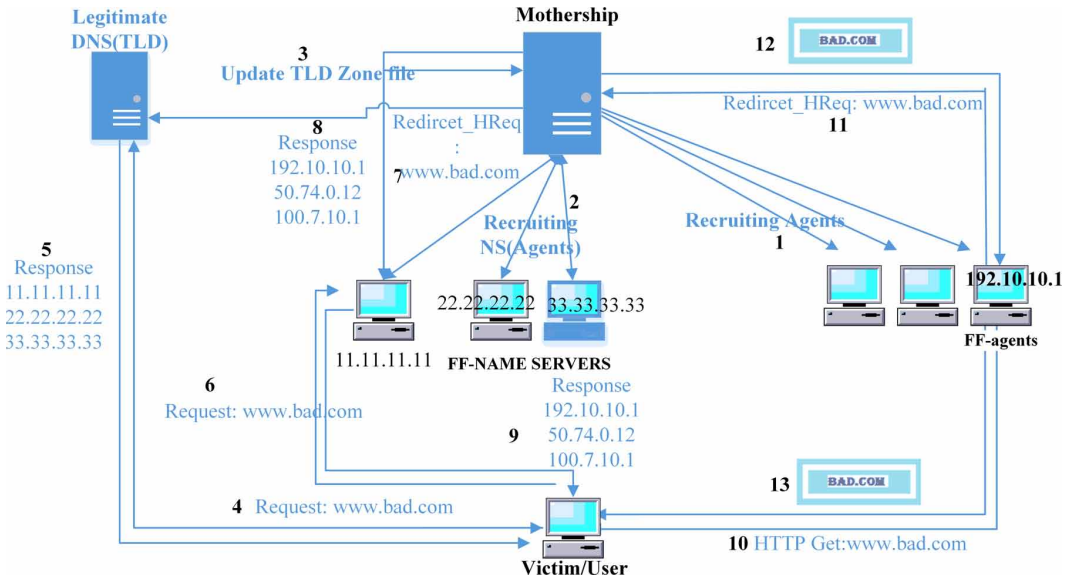 Legitimate
DNS(TLD)
Mothership
3
Update TLD Zone file
12
BAD.COM
Redircet_HReq: www.bad.com
11
8
Response
192.10.10.1
50.74.0.12
100.7.10.1
Redircet_HReq
:
www.bad.com
7
2
Recruiting
NS(Agents)
Recruiting Agents
1
5
Response
11.11.11.11
22.22.22.22
33.33.33.33
22.22.22.22
33.33.33.33
192.10.10.1
FF-agents
11.11.11.11
FF-NAME SERVERS
6
Request: www.bad.com
Response
192.10.10.1
9
50.74.0.12
100.7.10.1
13
BAD.COM
4 Request: www.bad.com
10 HTTP Get:www.bad.com
Victim/User